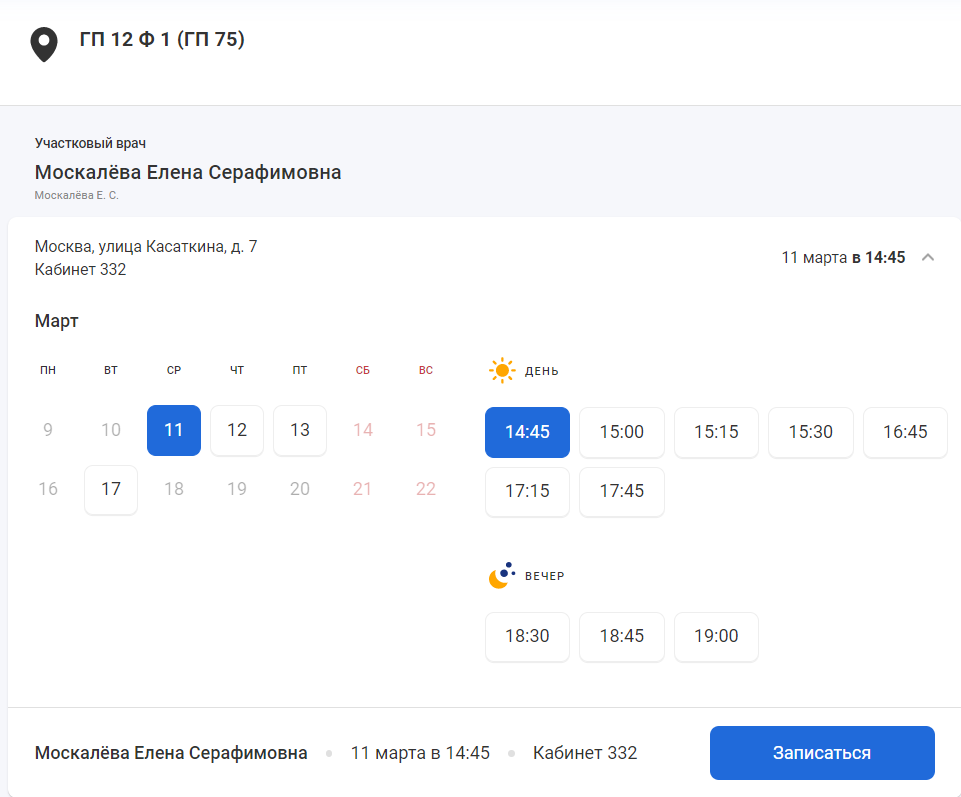 ГП 12 Ф 1 (ГП 75)
Участковый врач
Москалёва Елена Серафимовна
Москалёва Е. С.
Москва, улица Касаткина, д. 7
Кабинет 332
11 марта в 14:45
Март
ПН ВТ СР ЧТ ПТ СБ ВС
9 10 11 12 13 14 15
16 17 18 19 20 21 22
ДЕНЬ
14:45 15:00 15:15 15:30 16:45
17:15 17:45
ВЕЧЕР
18:30 18:45 19:00
Москалёва Елена Серафимовна 11 марта в 14:45 Кабинет 332 Записаться